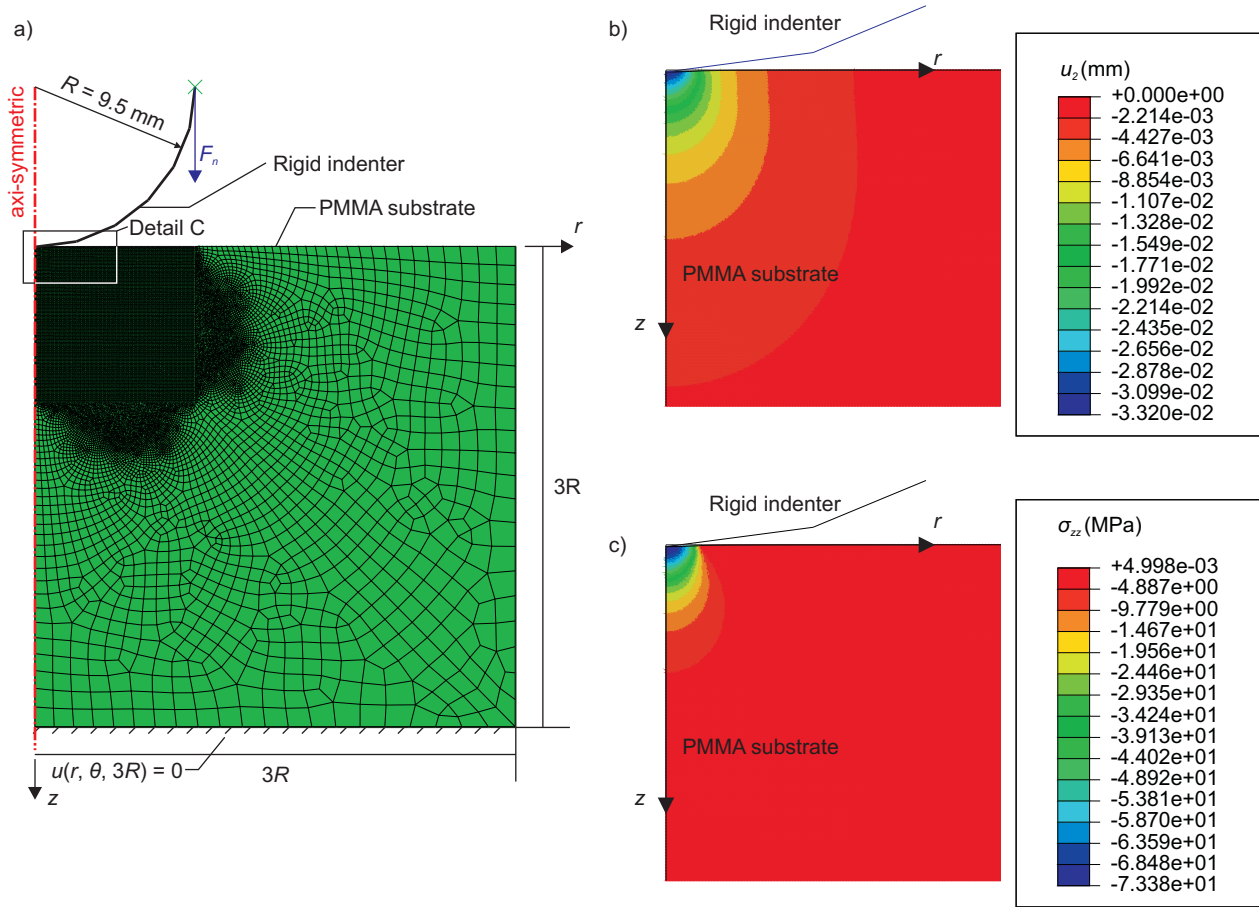 a)
axi-symmetric
R = 9.5 mm
Fₙ
Rigid indenter
PMMA substrate
Detail C
r
3R
u(r, θ, 3R) = 0
3R
z
b)
Rigid indenter
r
PMMA substrate
z
u₂(mm)
+0.000e+00
-2.214e-03
-4.427e-03
-6.641e-03
-8.854e-03
-1.107e-02
-1.328e-02
-1.549e-02
-1.771e-02
-1.992e-02
-2.214e-02
-2.435e-02
-2.656e-02
-2.878e-02
-3.099e-02
-3.320e-02
c)
Rigid indenter
r
PMMA substrate
z
σzz(MPa)
+4.998e-03
-4.887e+00
-9.779e+00
-1.467e+01
-1.956e+01
-2.446e+01
-2.935e+01
-3.424e+01
-3.913e+01
-4.402e+01
-4.892e+01
-5.381e+01
-5.870e+01
-6.359e+01
-6.848e+01
-7.338e+01